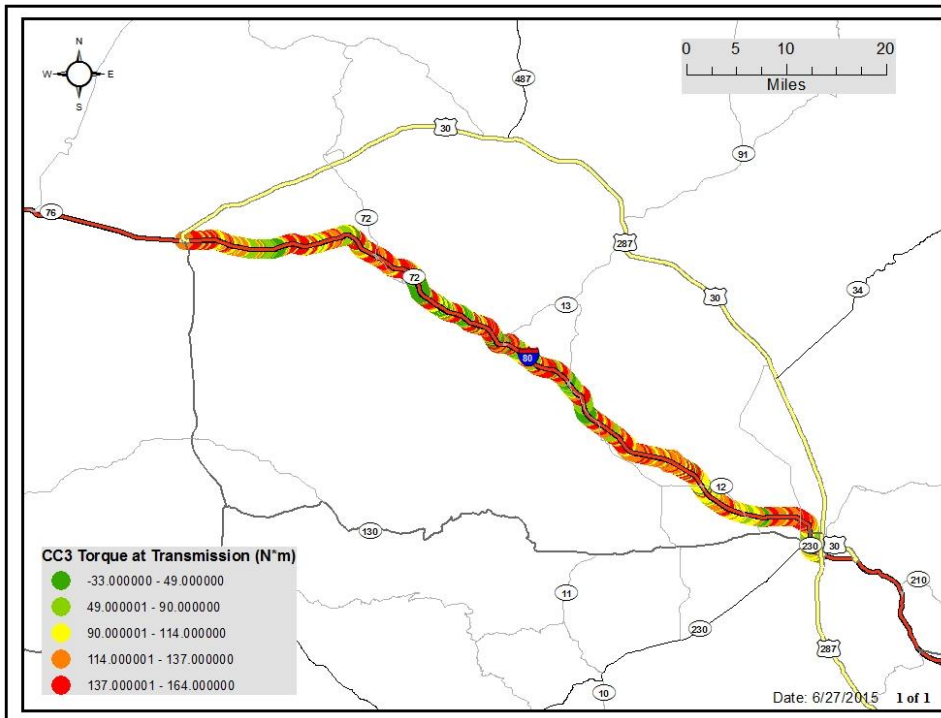 N
W E
S
0 5 10 20
Miles
487
30
91
76
72
287
72
30
34
13
80
12
130
230 30
210
11
230
287
10
CC3 Torque at Transmission (N*m)
-33.000000 - 49.000000
49.000001 - 90.000000
90.000001 - 114.000000
114.000001 - 137.000000
137.000001 - 164.000000
Date: 6/27/2015 1 of 1